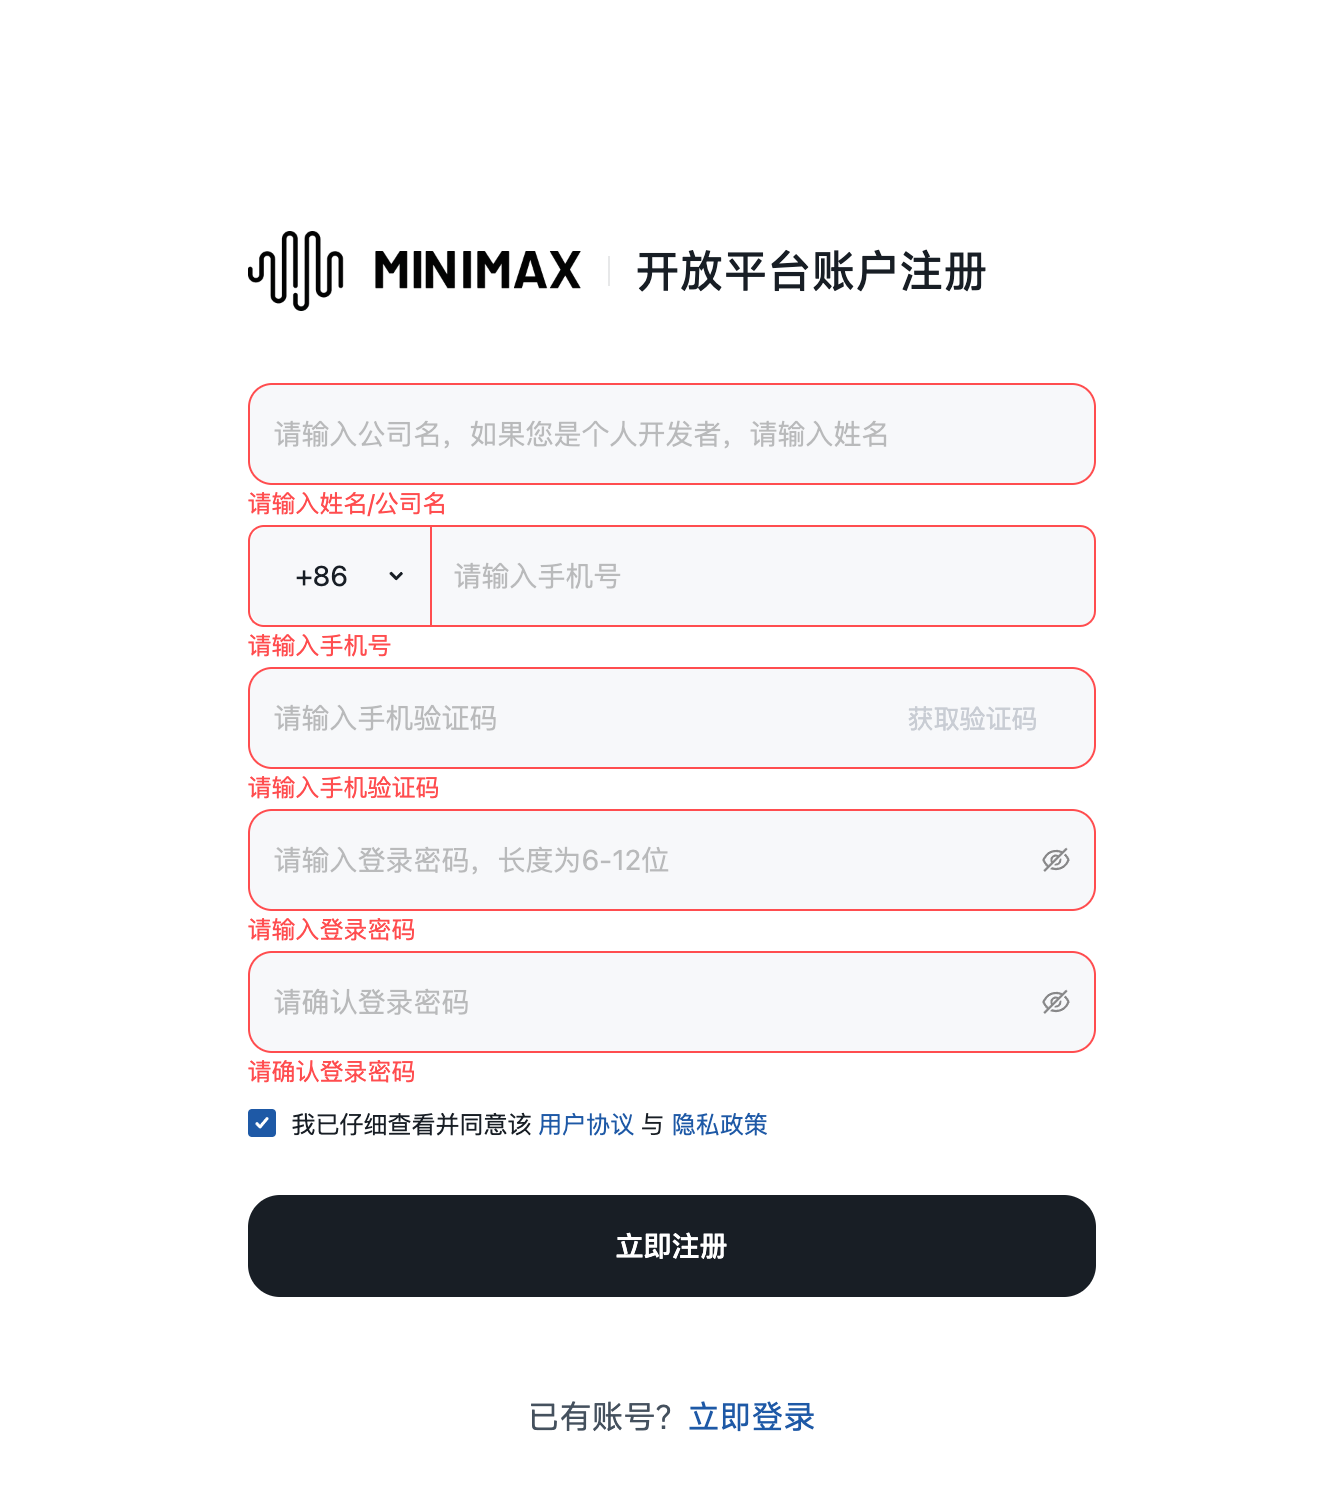 MINIMAX 开放平台账户注册
请输入公司名，如果您是个人开发者，请输入姓名
请输入姓名/公司名
+86 请输入手机号
请输入手机号
请输入手机验证码 获取验证码
请输入手机验证码
请输入登录密码，长度为6-12位
请输入登录密码
请确认登录密码
请确认登录密码
我已仔细查看并同意该 用户协议 与 隐私政策
立即注册
已有账号？立即登录